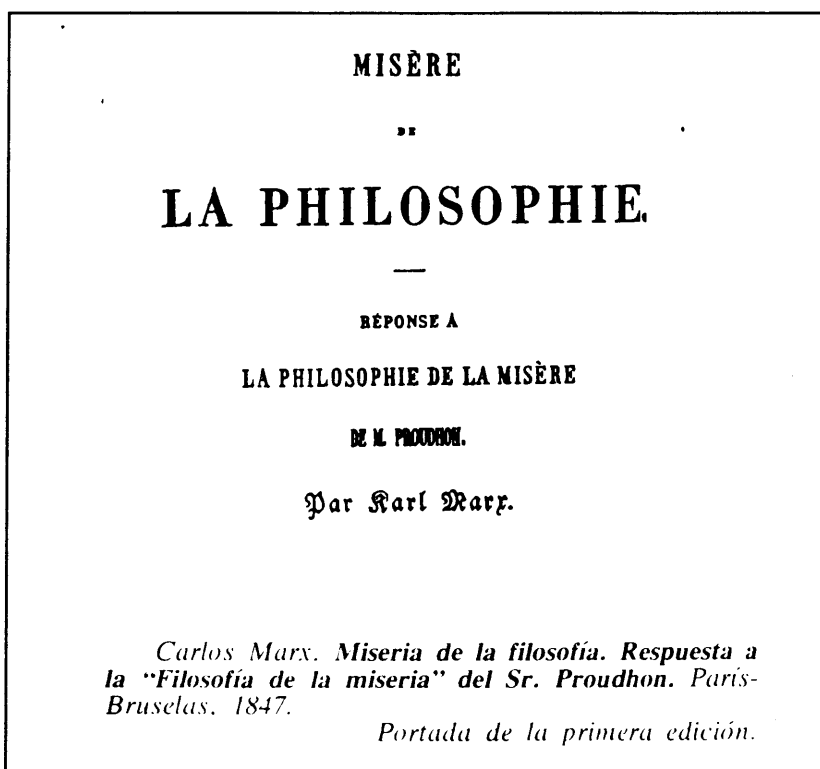 MISÈRE
DE
LA PHILOSOPHIE.
RÉPONSE A
LA PHILOSOPHIE DE LA MISÈRE
DE M. PROUDHON.
Par Karl Marx.
Carlos Marx. Miseria de la filosofía. Respuesta a
la “Filosofía de la miseria” del Sr. Proudhon. París-
Bruselas, 1847.
Portada de la primera edición.